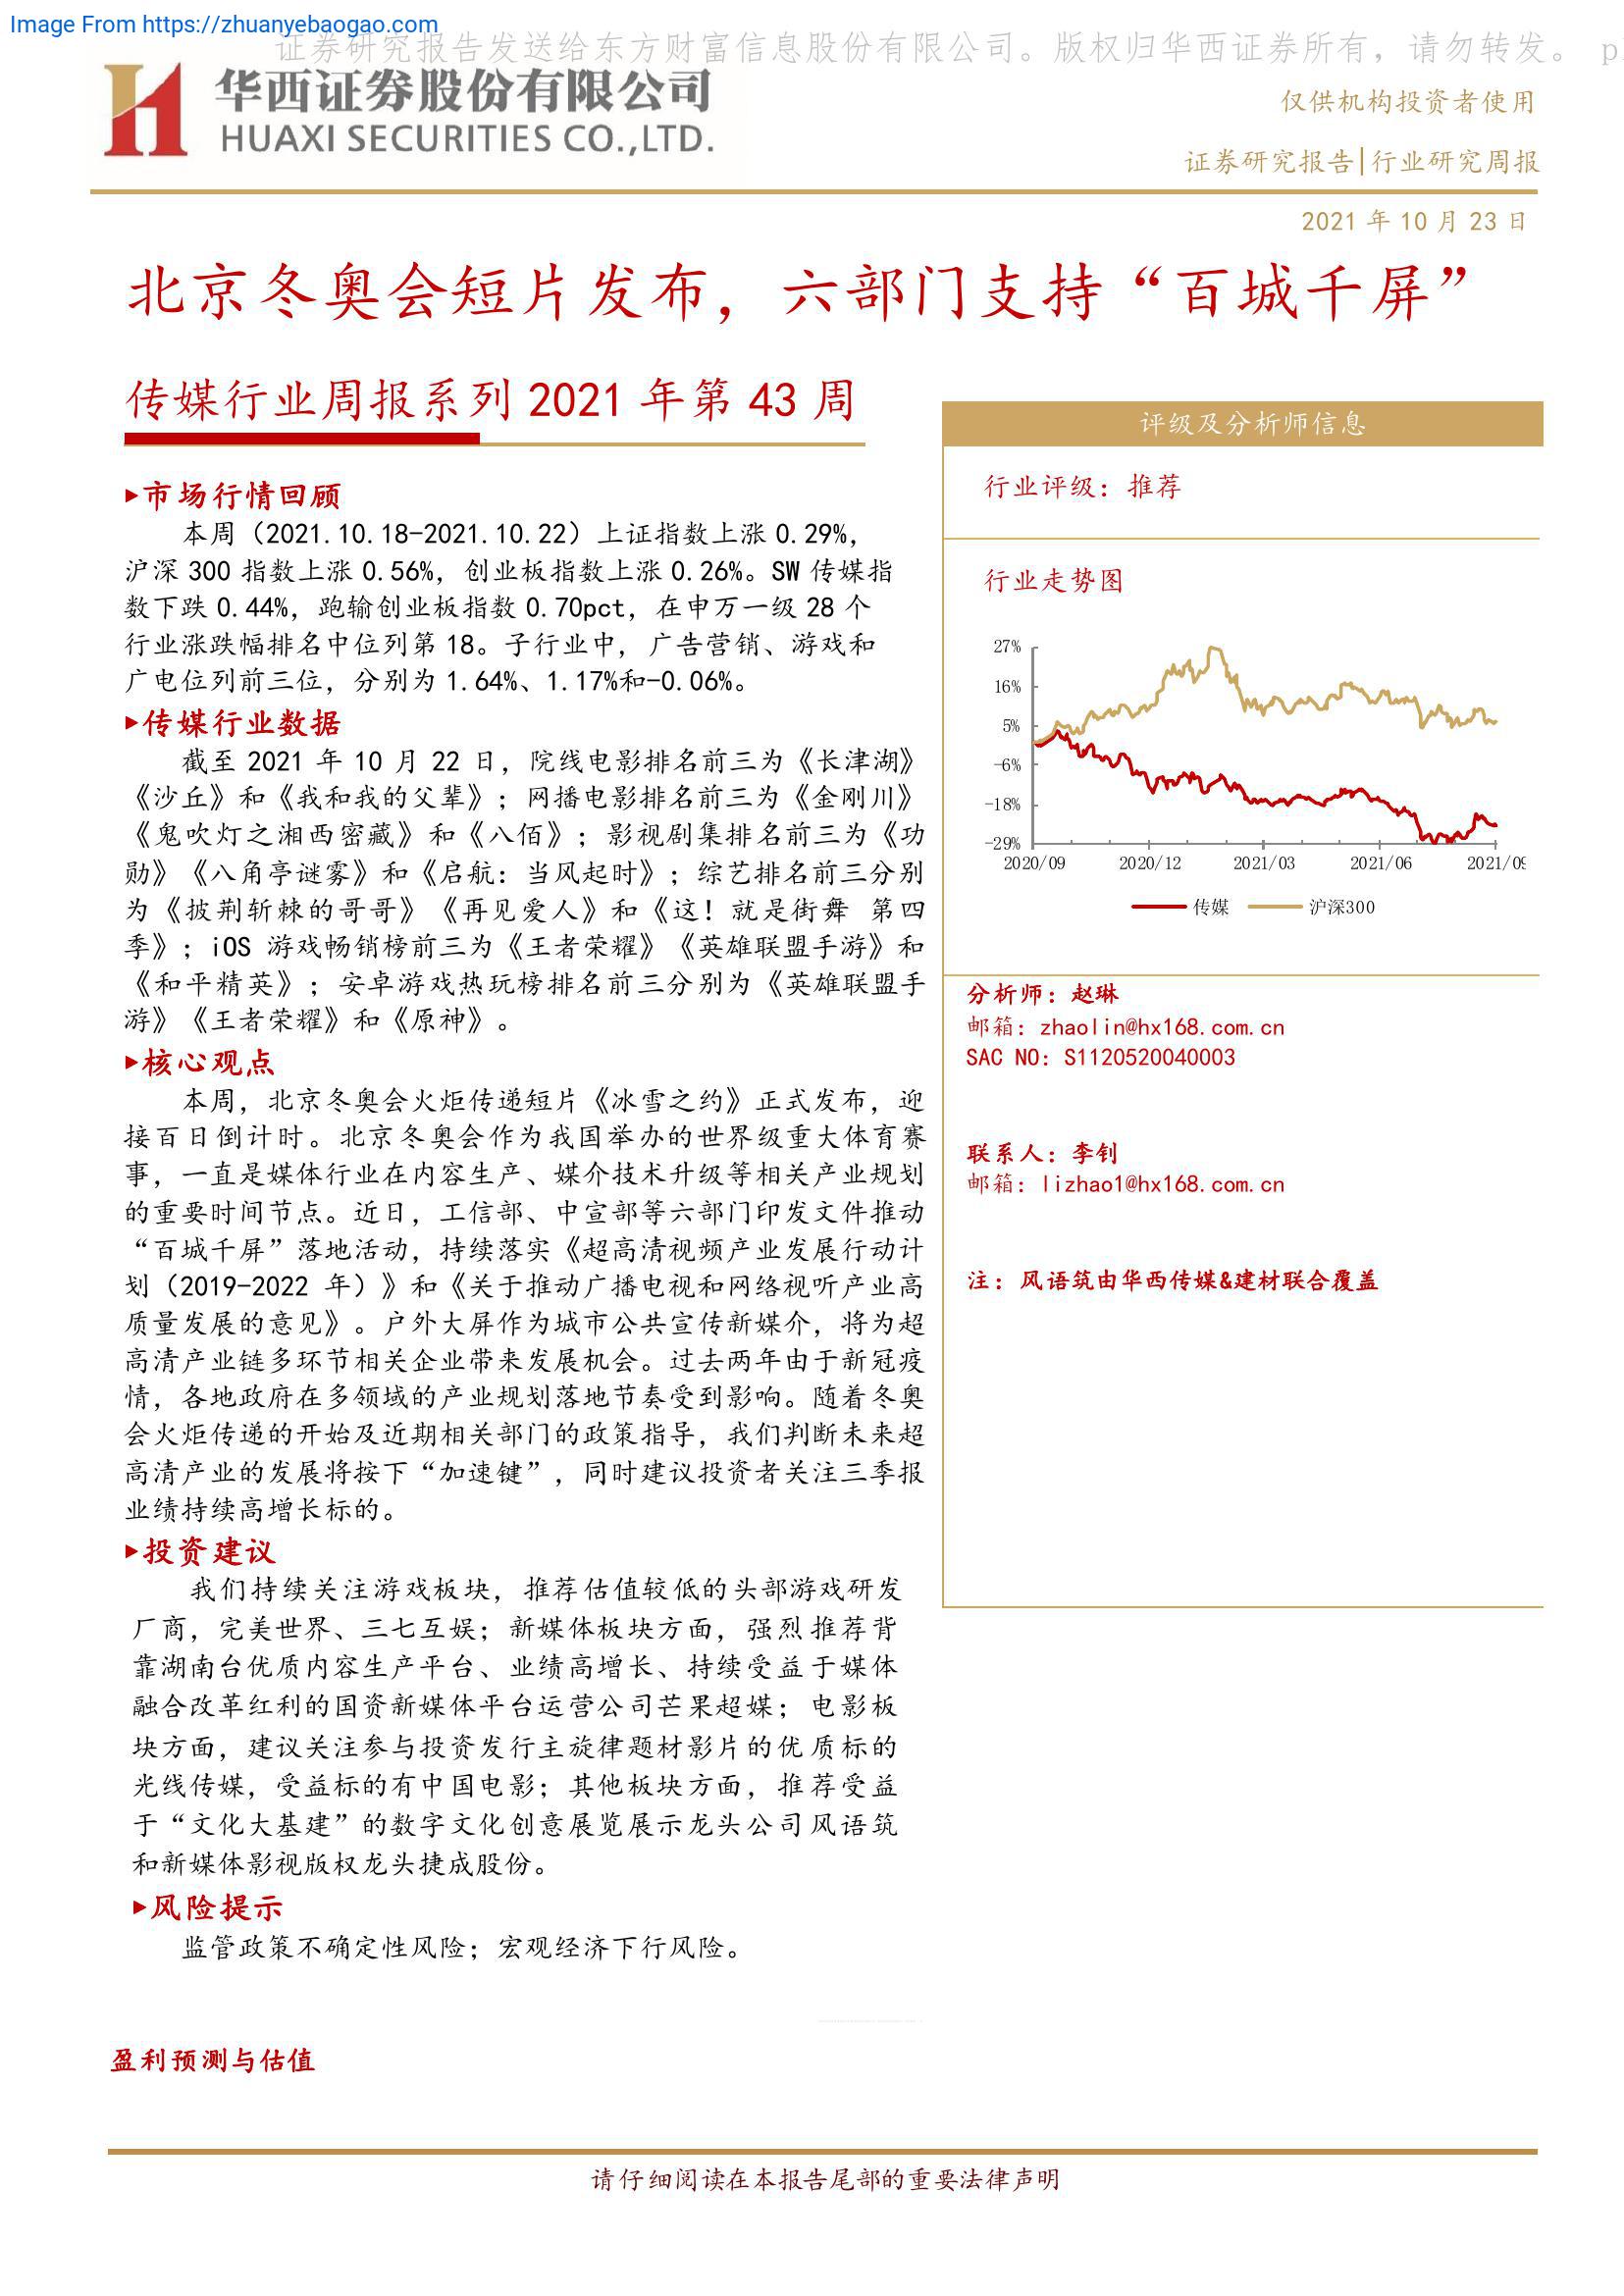 Image From https://zhuanyebaogao.com
证券研究报告发送给东方财富信息股份有限公司。版权归华西证券所有，请勿转发。 p
华西证券股份有限公司
HUAXI SECURITIES CO.,LTD.
仅供机构投资者使用
证券研究报告|行业研究周报
2021 年 10 月 23 日
北京冬奥会短片发布，六部门支持“百城千屏”
传媒行业周报系列 2021 年第 43 周
▸市场行情回顾
本周（2021.10.18-2021.10.22）上证指数上涨 0.29%，
沪深 300 指数上涨 0.56%，创业板指数上涨 0.26%。SW 传媒指
数下跌 0.44%，跑输创业板指数 0.70pct，在申万一级 28 个
行业涨跌幅排名中位列第 18。子行业中，广告营销、游戏和
广电位列前三位，分别为 1.64%、1.17%和-0.06%。
▸传媒行业数据
截至 2021 年 10 月 22 日，院线电影排名前三为《长津湖》
《沙丘》和《我和我的父辈》；网播电影排名前三为《金刚川》
《鬼吹灯之湘西密藏》和《八佰》；影视剧集排名前三为《功
勋》《八角亭谜雾》和《启航：当风起时》；综艺排名前三分别
为《披荆斩棘的哥哥》《再见爱人》和《这！就是街舞 第四
季》；iOS 游戏畅销榜前三为《王者荣耀》《英雄联盟手游》和
《和平精英》；安卓游戏热玩榜排名前三分别为《英雄联盟手
游》《王者荣耀》和《原神》。
▸核心观点
本周，北京冬奥会火炬传递短片《冰雪之约》正式发布，迎
接百日倒计时。北京冬奥会作为我国举办的世界级重大体育赛
事，一直是媒体行业在内容生产、媒介技术升级等相关产业规划
的重要时间节点。近日，工信部、中宣部等六部门印发文件推动
“百城千屏”落地活动，持续落实《超高清视频产业发展行动计
划（2019-2022 年）》和《关于推动广播电视和网络视听产业高
质量发展的意见》。户外大屏作为城市公共宣传新媒介，将为超
高清产业链多环节相关企业带来发展机会。过去两年由于新冠疫
情，各地政府在多领域的产业规划落地节奏受到影响。随着冬奥
会火炬传递的开始及近期相关部门的政策指导，我们判断未来超
高清产业的发展将按下“加速键”，同时建议投资者关注三季报
业绩持续高增长标的。
▸投资建议
我们持续关注游戏板块，推荐估值较低的头部游戏研发
厂商，完美世界、三七互娱；新媒体板块方面，强烈推荐背
靠湖南台优质内容生产平台、业绩高增长、持续受益于媒体
融合改革红利的国资新媒体平台运营公司芒果超媒；电影板
块方面，建议关注参与投资发行主旋律题材影片的优质标的
光线传媒，受益标的有中国电影；其他板块方面，推荐受益
于“文化大基建”的数字文化创意展览展示龙头公司风语筑
和新媒体影视版权龙头捷成股份。
▸风险提示
监管政策不确定性风险；宏观经济下行风险。
盈利预测与估值
评级及分析师信息
行业评级：推荐
行业走势图
27%
16%
5%
-6%
-18%
-29%
2020/09 2020/12 2021/03 2021/06 2021/09
传媒 沪深300
分析师：赵琳
邮箱：zhaolin@hx168.com.cn
SAC NO：S1120520040003
联系人：李钊
邮箱：lizhao1@hx168.com.cn
注：风语筑由华西传媒&建材联合覆盖
请仔细阅读在本报告尾部的重要法律声明